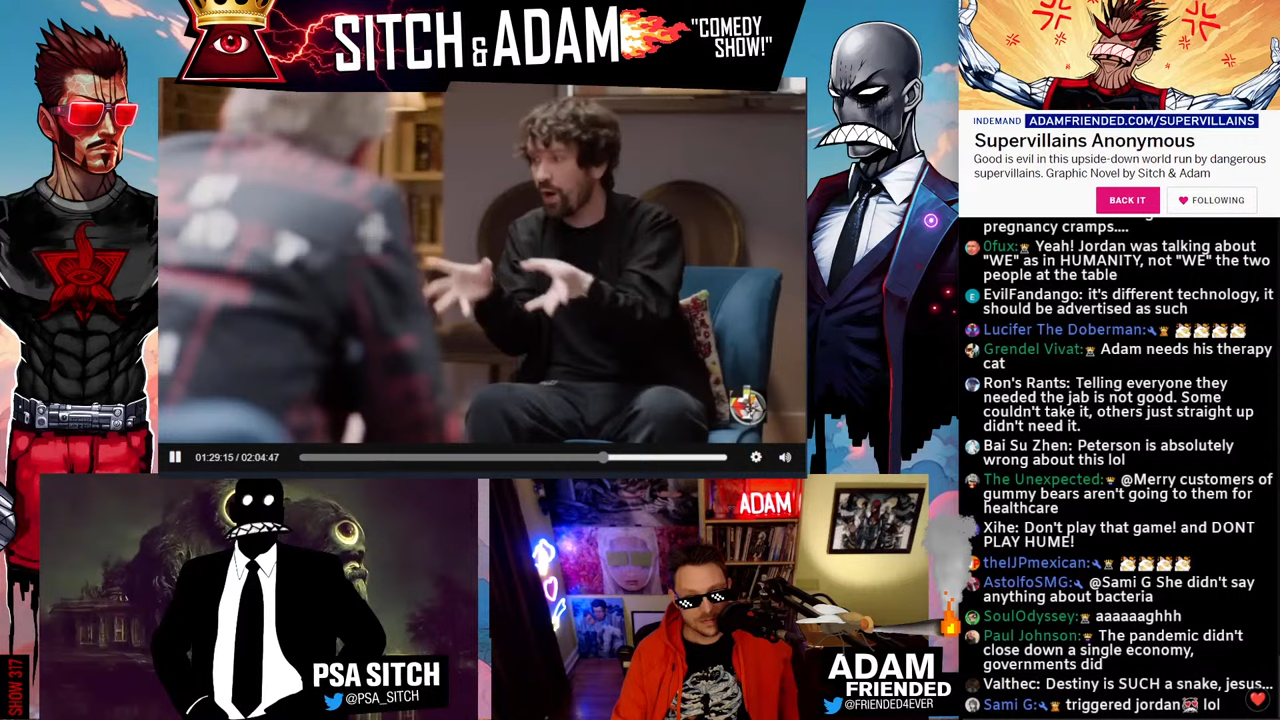 SITCH & ADAM
"COMEDY
SHOW!"
INDEMAND ADAMFRIENDED.COM/SUPERVILLAINS
Supervillains Anonymous
Good is evil in this upside-down world run by dangerous
supervillains. Graphic Novel by Sitch & Adam
BACK IT
FOLLOWING
pregnancy cramps....
0fux: Yeah! Jordan was talking about
"WE" as in HUMANITY, not "WE" the two
people at the table
EvilFandango: it's different technology, it
should be advertised as such
Lucifer The Doberman:
Grendel Vivat: Adam needs his therapy
cat
Ron's Rants: Telling everyone they
needed the jab is not good. Some
couldn't take it, others just straight up
didn't need it.
Bai Su Zhen: Peterson is absolutely
wrong about this lol
The Unexpected: @Merry customers of
gummy bears aren't going to them for
healthcare
Xihe: Don't play that game! and DONT
PLAY HUME!
theIJPmexican:
AstolfoSMG: @Sami G She didn't say
anything about bacteria
SoulOdyssey: aaaaaghhh
Paul Johnson: The pandemic didn't
close down a single economy,
governments did
Valthec: Destiny is SUCH a snake, jesus...
Sami G: triggered jordan lol
01:29:15 / 02:04:47
ADAM
PSA SITCH
@PSA_SITCH
ADAM
FRIENDED
@FRIENDED4EVER
SHOW 317